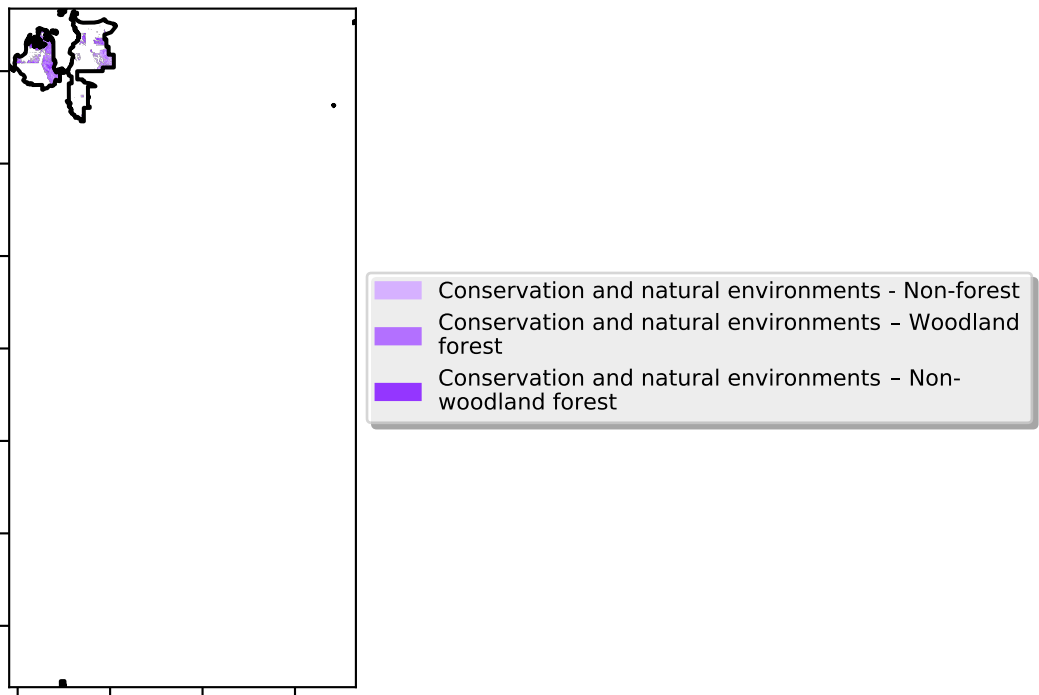 Conservation and natural environments - Non-forest
Conservation and natural environments – Woodland
forest
Conservation and natural environments – Non-
woodland forest